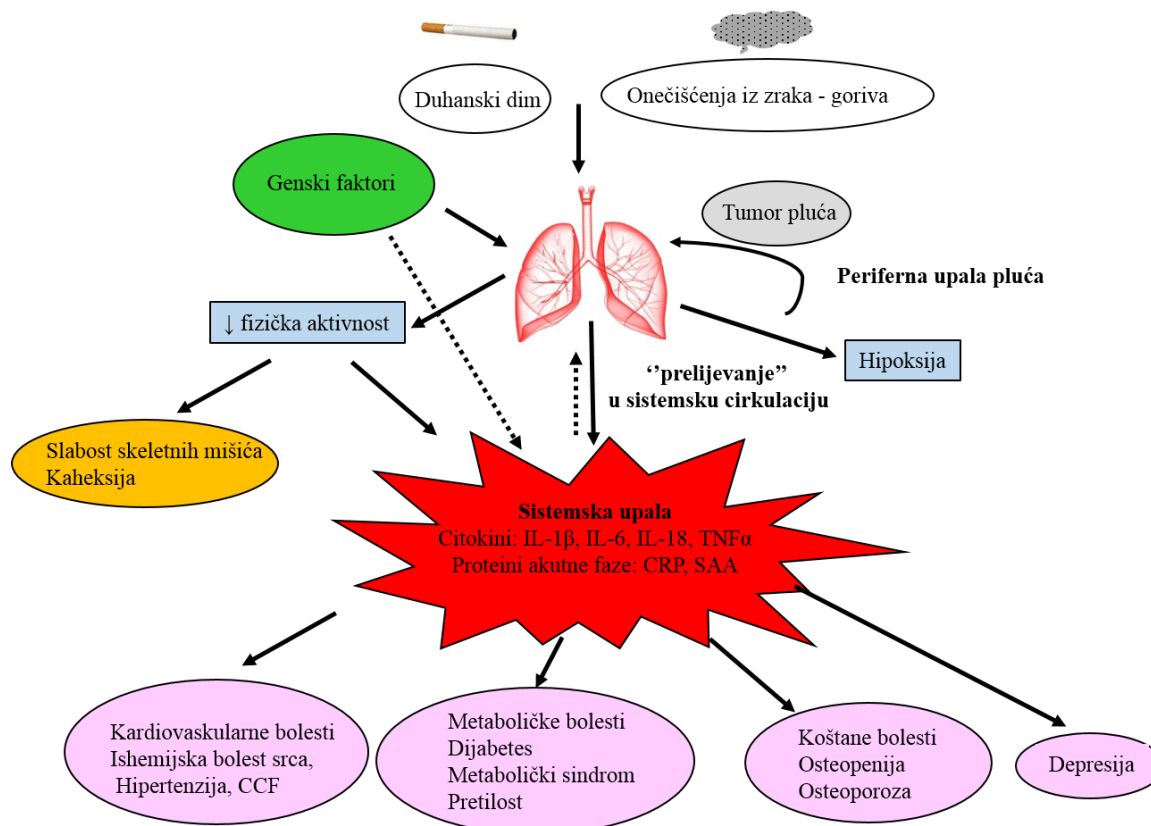 Duhanski dim
Onečišćenja iz zraka - goriva
Genski faktori
Tumor pluća
Periferna upala pluća
↓ fizička aktivnost
Hipoksija
‘’prelijevanje’’
u sistemsku cirkulaciju
Slabost skeletnih mišića
Kaheksija
Sistemska upala
Citokini: IL-1β, IL-6, IL-18, TNFα
Proteini akutne faze: CRP, SAA
Kardiovaskularne bolesti
Ishemijska bolest srca,
Hipertenzija, CCF
Metaboličke bolesti
Dijabetes
Metabolički sindrom
Pretilost
Koštane bolesti
Osteopenija
Osteoporoza
Depresija